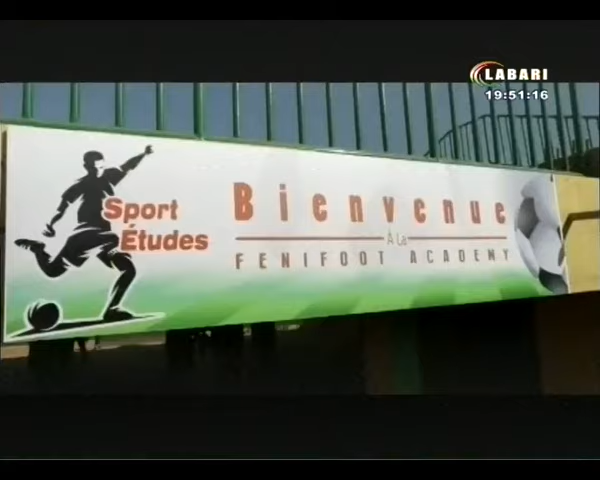 LABARI
19:51:16
Sport
Études
Bienvenue
À La
FENIFOOT ACADEMY